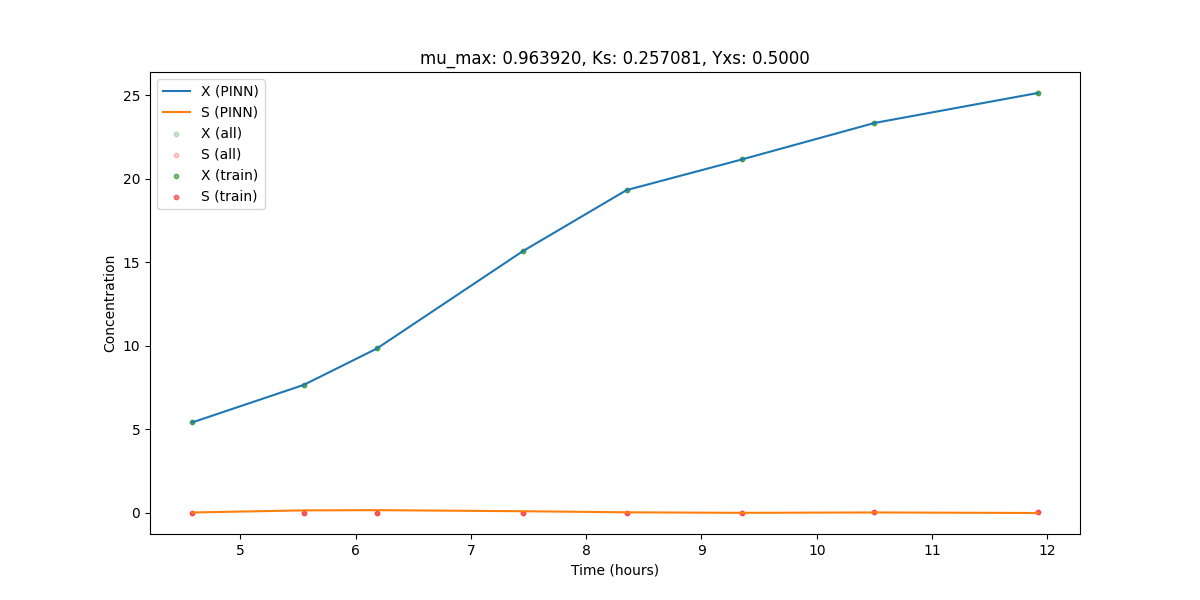 mu_max: 0.963920, Ks: 0.257081, Yxs: 0.5000
X (PINN)
S (PINN)
X (all)
S (all)
X (train)
S (train)
25
20
15
10
5
0
Concentration
5 6 7 8 9 10 11 12
Time (hours)